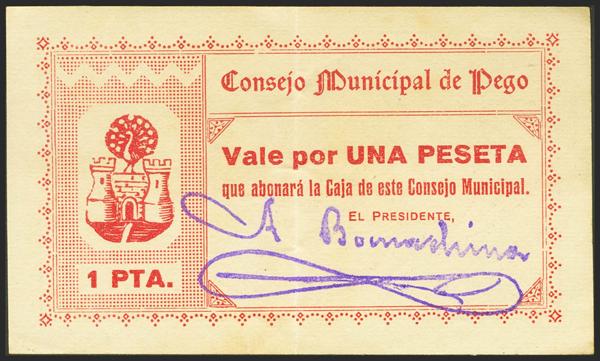 Consejo Municipal de Pego
Vale por UNA PESETA
que abonará la Caja de este Consejo Municipal.
EL PRESIDENTE,
A
1 PTA.